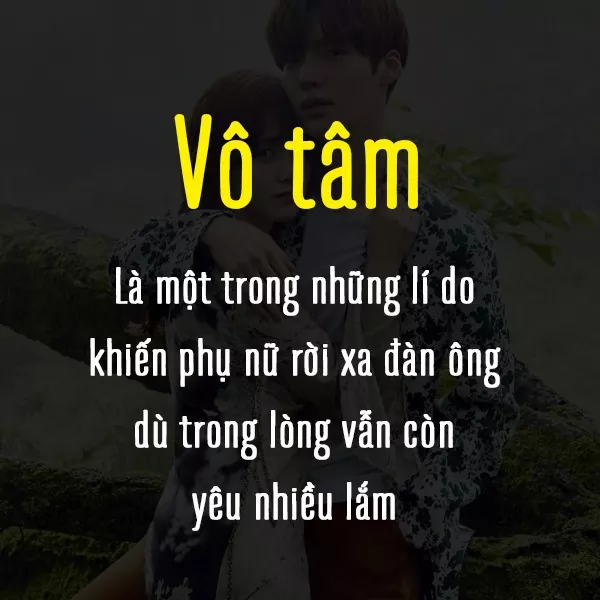 Vô tâm
Là một trong những lí do
khiến phụ nữ rời xa đàn ông
dù trong lòng vẫn còn
yêu nhiều lắm